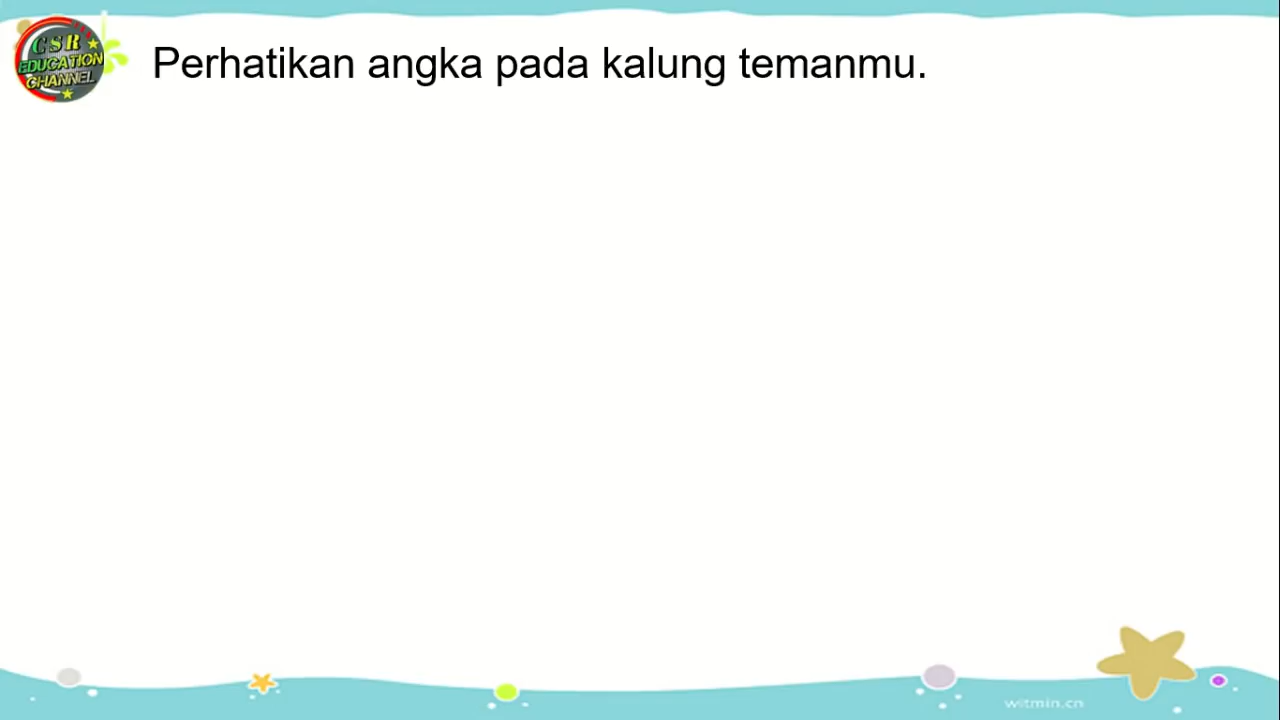 CSR
EDUCATION
CHANNEL
Perhatikan angka pada kalung temanmu.
witmin.cn